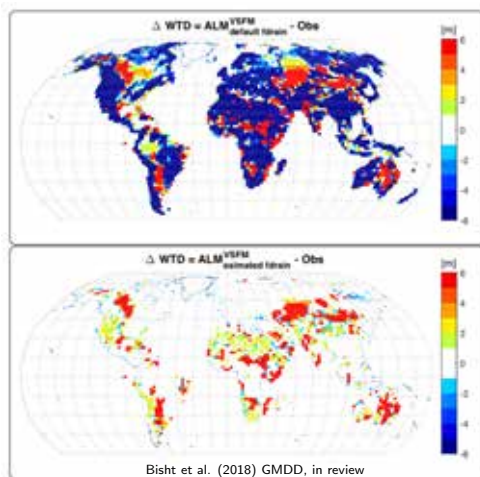 Δ WTD = ALM VSFM default fdrain - Obs
[m]
6
4
2
0
-2
-4
-6
Δ WTD = ALM VSFM esimated fdrain - Obs
[m]
6
4
2
0
-2
-4
-6
Bisht et al. (2018) GMDD, in review